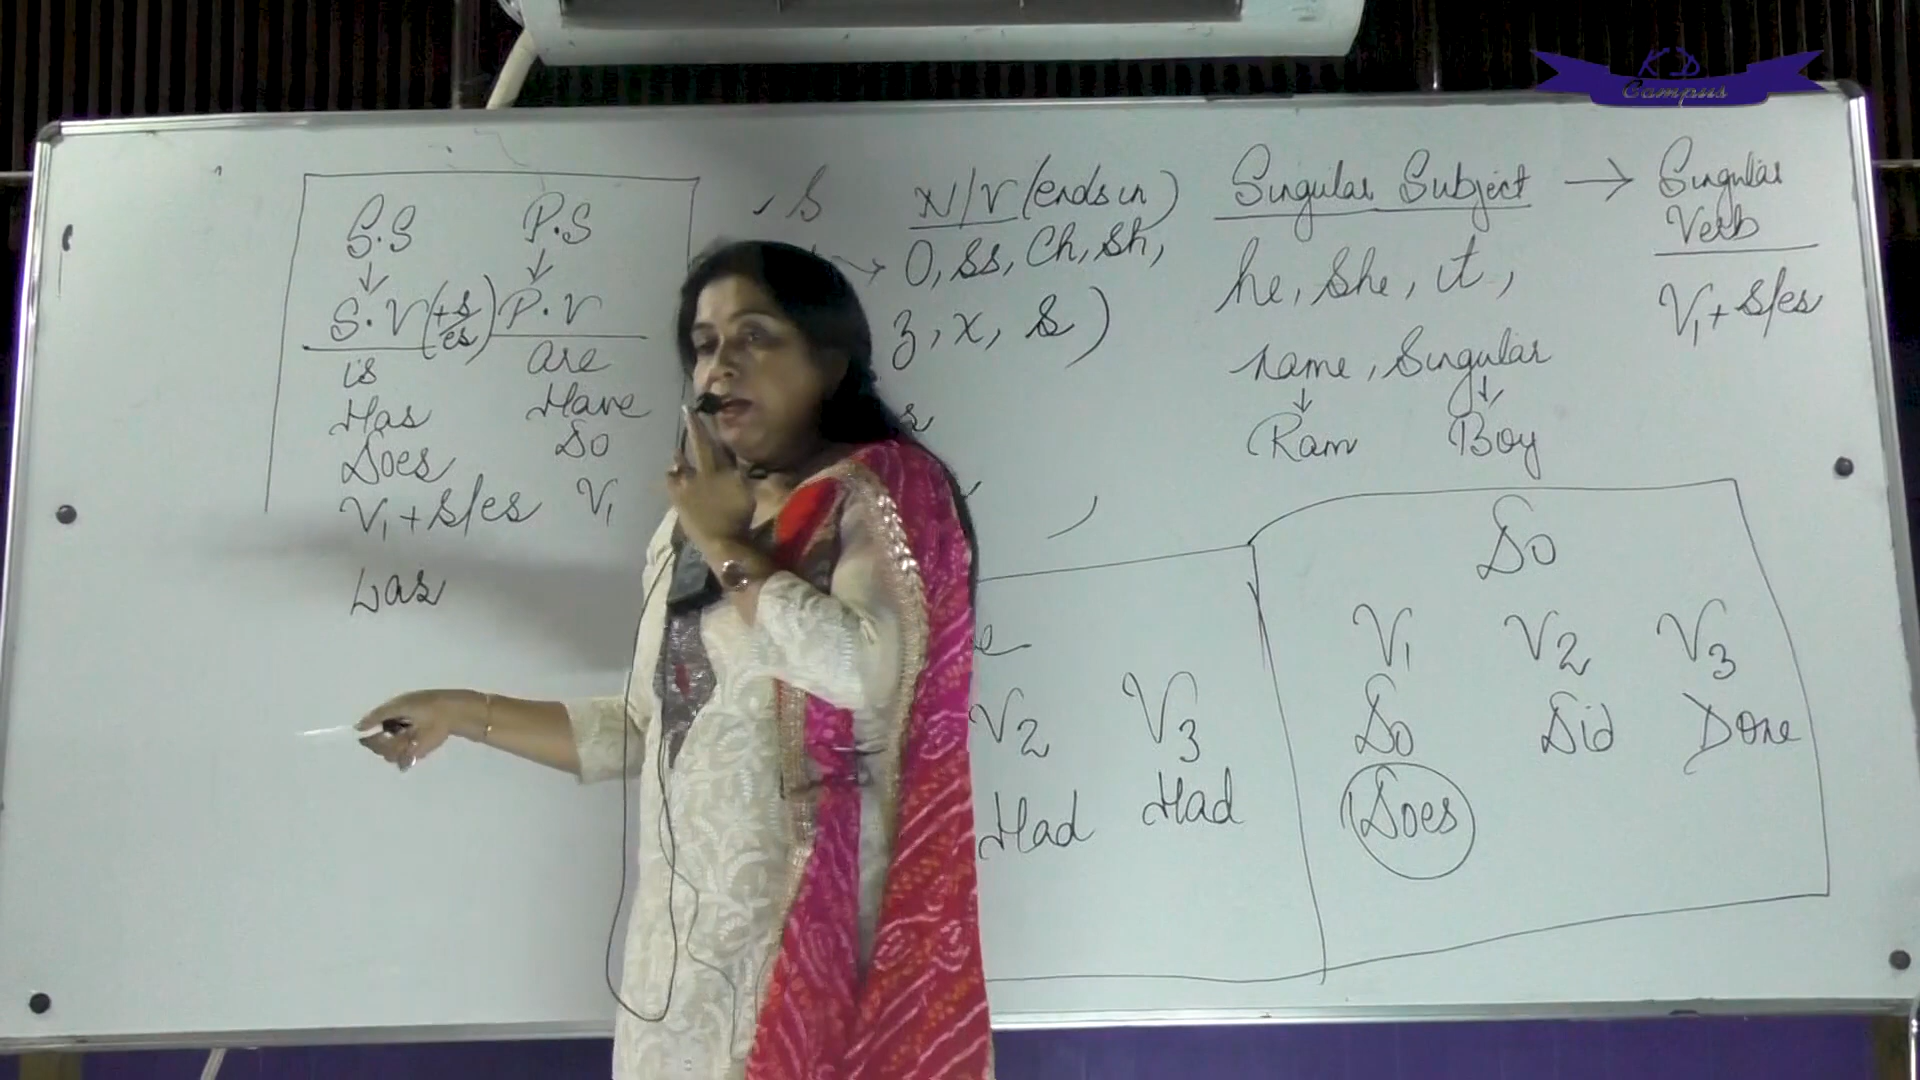 KD
Campus
S.S P.S
↓ ↓
S.V (+s/es) P.V
is are
Has Have
Does Do
V1 + s/es V1
Was
✓ s
N/V (ends in)
→ O, ss, Ch, sh,
z, x, s)
Singular Subject → Singular Verb
he, She, it, V1 + s/es
name, Singular
↓ ↓
Ram Boy
V2 V3
Had Had
Do
V1 V2 V3
Do Did Done
Does